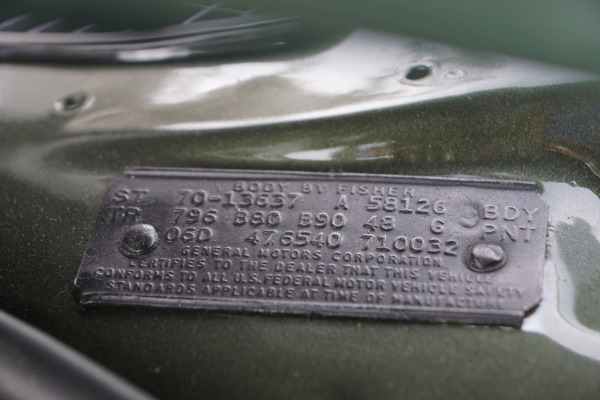 BODY BY FISHER
ST 70-13637 A 58126 BDY
TR 796 B80 B90 48 G PNT
06D 476540 710032
GENERAL MOTORS CORPORATION
CERTIFIES TO THE DEALER THAT THIS VEHICLE
CONFORMS TO ALL U.S. FEDERAL MOTOR VEHICLE SAFETY
STANDARDS APPLICABLE AT TIME OF MANUFACTURE